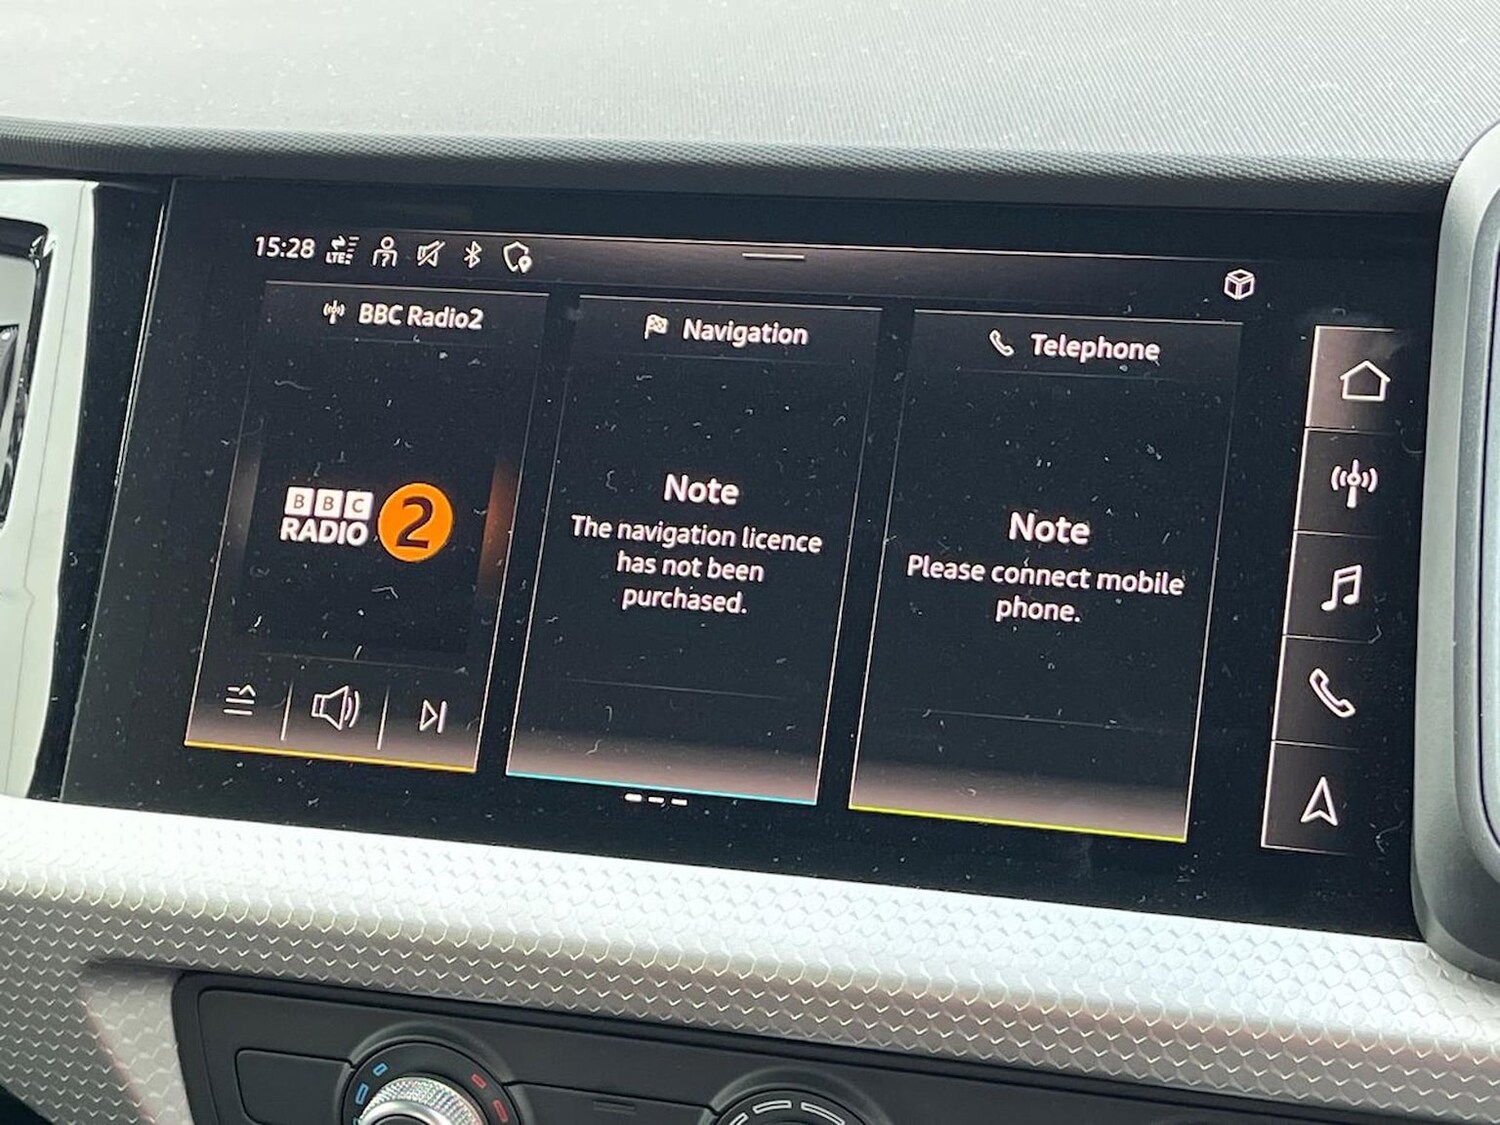 15:28 LTE
BBC Radio2
Navigation
Telephone
BBC
RADIO 2
Note
The navigation licence
has not been
purchased.
Note
Please connect mobile
phone.